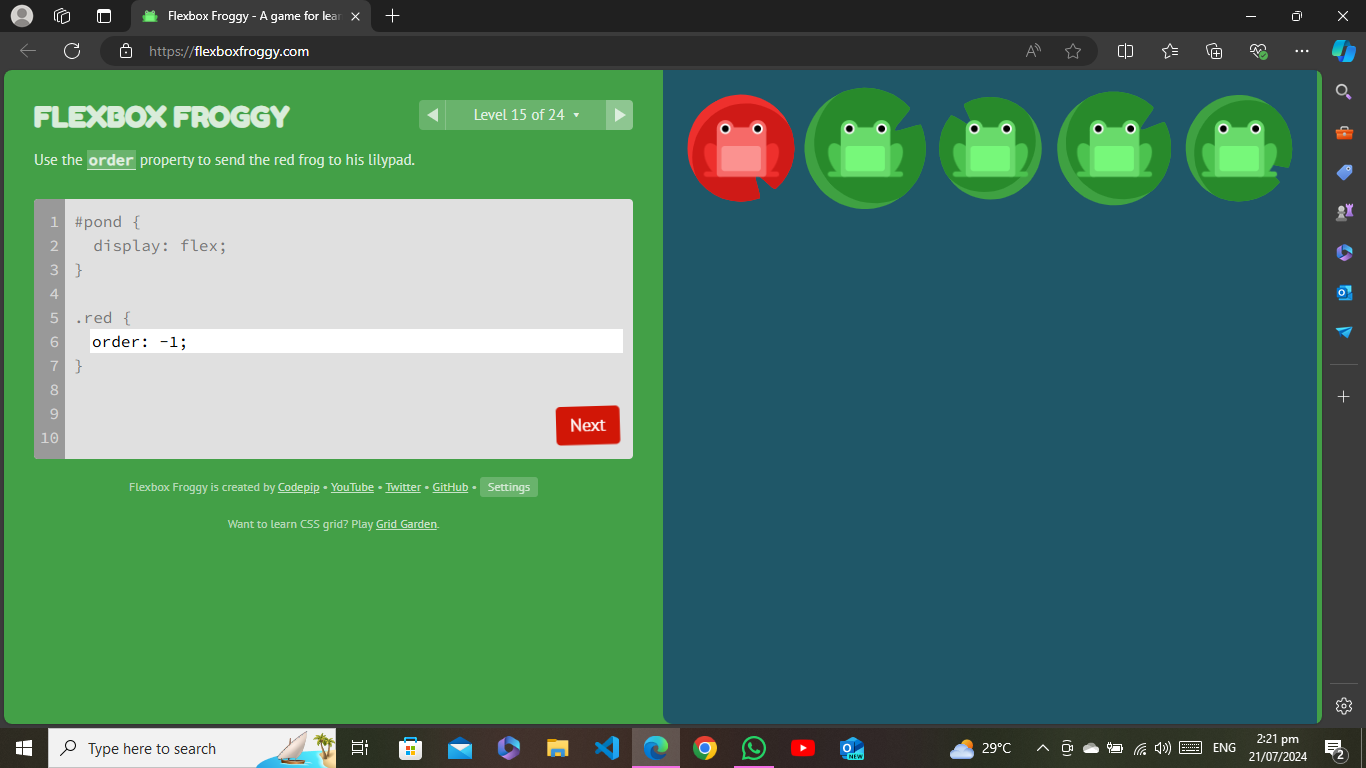 Flexbox Froggy - A game for lear
https://flexboxfroggy.com
FLEXBOX FROGGY
Level 15 of 24
Use the order property to send the red frog to his lilypad.
1 #pond {
2 display: flex;
3 }
4
5 .red {
6 order: -1;
7 }
8
9
10
Next
Flexbox Froggy is created by Codepip • YouTube • Twitter • GitHub • Settings
Want to learn CSS grid? Play Grid Garden.
Type here to search
NEW
29°C
ENG
2:21 pm
21/07/2024
2